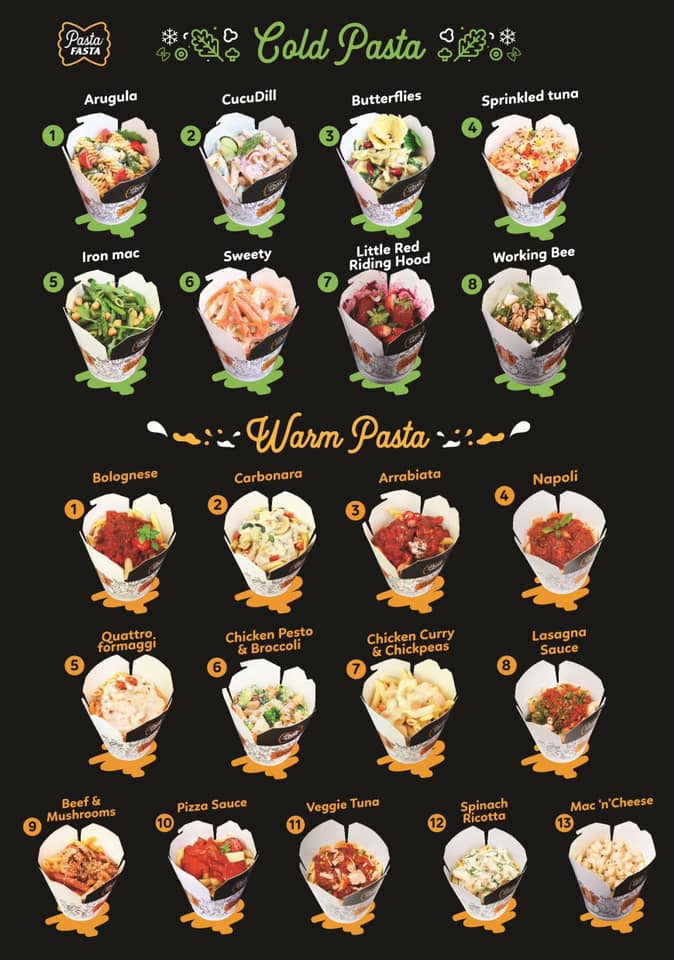 Pasta
FASTA
Cold Pasta
Arugula
CucuDill
Butterflies
Sprinkled tuna
1
2
3
4
Iron mac
Sweety
Little Red
Riding Hood
Working Bee
5
6
7
8
Warm Pasta
Bolognese
Carbonara
Arrabiata
Napoli
1
2
3
4
Quattro
formaggi
Chicken Pesto
& Broccoli
Chicken Curry
& Chickpeas
Lasagna
Sauce
5
6
7
8
Beef &
Mushrooms
Pizza Sauce
Veggie Tuna
Spinach
Ricotta
Mac 'n'Cheese
9
10
11
12
13